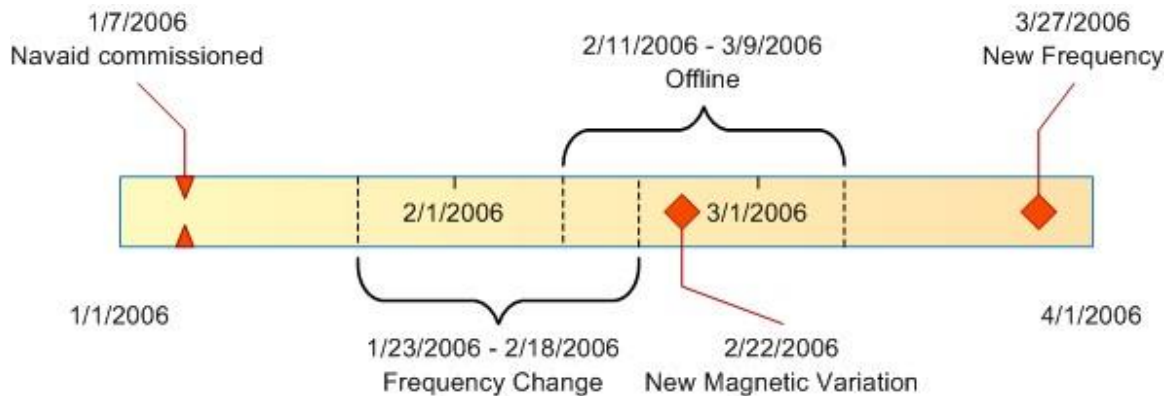 1/7/2006
Navaid commissioned
2/11/2006 - 3/9/2006
Offline
3/27/2006
New Frequency
2/1/2006
3/1/2006
1/1/2006
4/1/2006
1/23/2006 - 2/18/2006
Frequency Change
2/22/2006
New Magnetic Variation